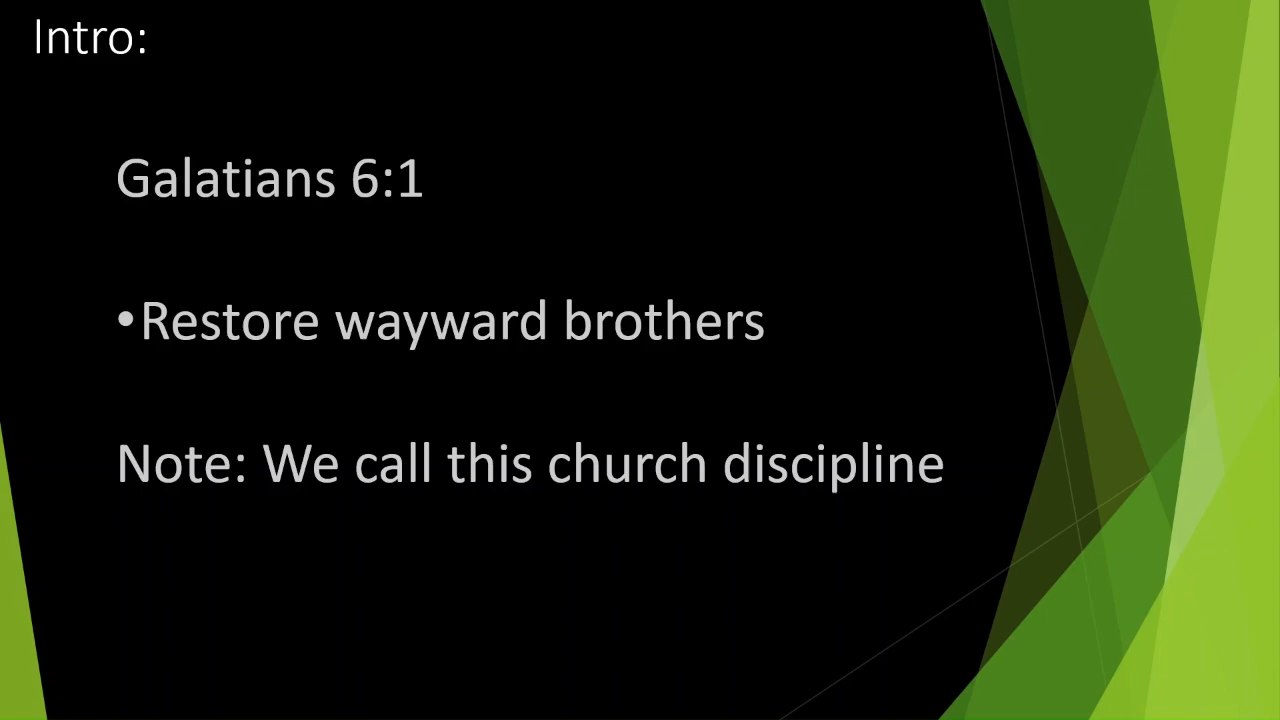 Intro:
Galatians 6:1
•Restore wayward brothers
Note: We call this church discipline